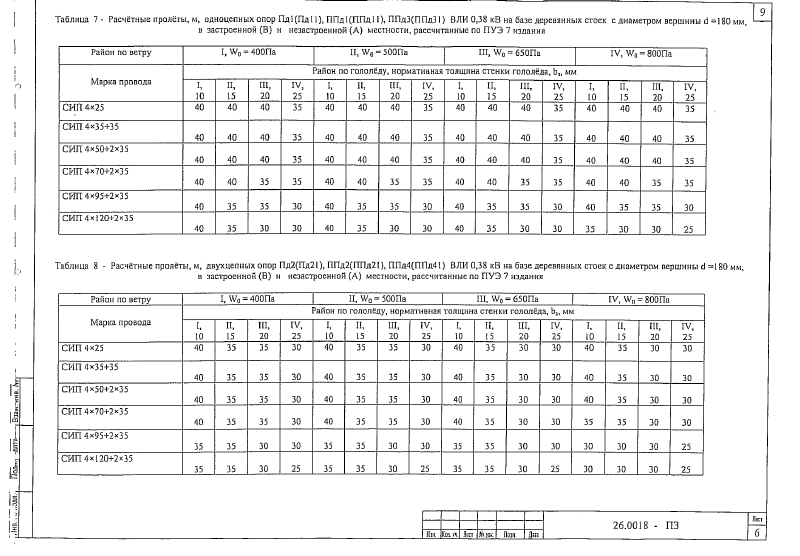 9
Таблица 7 - Расчётные пролёты, м, одноцепных опор Пд1(Пд11), ППд1(ППд11), ППд3(ППд31) ВЛИ 0,38 кВ на базе деревянных стоек с диаметром вершины d =180 мм,
в застроенной (В) и незастроенной (А) местности, рассчитанные по ПУЭ 7 издания
Район по ветру I, W₀ = 400Па II, W₀ = 500Па III, W₀ = 650Па IV, W₀ = 800Па
Марка провода Район по гололёду, нормативная толщина стенки гололёда, bэ, мм
I, II, III, IV, I, II, III, IV, I, II, III, IV, I, II, III, IV,
10 15 20 25 10 15 20 25 10 15 20 25 10 15 20 25
СИП 4×25 40 40 40 35 40 40 40 35 40 40 40 35 40 40 40 35
СИП 4×35+35
40 40 40 35 40 40 40 35 40 40 40 35 40 40 40 35
СИП 4×50+2×35
40 40 40 35 40 40 40 35 40 40 40 35 40 40 40 35
СИП 4×70+2×35
40 40 35 35 40 40 35 35 40 40 35 35 40 40 35 35
СИП 4×95+2×35
40 35 35 30 40 35 35 30 40 35 35 30 40 35 35 30
СИП 4×120+2×35
40 35 30 30 40 35 30 30 40 35 30 30 35 30 30 25
Таблица 8 - Расчётные пролёты, м, двухцепных опор Пд2(Пд21), ППд2(ППд21), ППд4(ППд41) ВЛИ 0,38 кВ на базе деревянных стоек с диаметром вершины d =180 мм,
в застроенной (В) и незастроенной (А) местности, рассчитанные по ПУЭ 7 издания
Район по ветру I, W₀ = 400Па II, W₀ = 500Па III, W₀ = 650Па IV, W₀ = 800Па
Марка провода Район по гололёду, нормативная толщина стенки гололёда, bэ, мм
I, II, III, IV, I, II, III, IV, I, II, III, IV, I, II, III, IV,
10 15 20 25 10 15 20 25 10 15 20 25 10 15 20 25
СИП 4×25 40 35 35 30 40 35 35 30 40 35 30 30 40 35 30 30
СИП 4×35+35
40 35 35 30 40 35 35 30 40 35 30 30 40 35 30 30
СИП 4×50+2×35
40 35 35 30 40 35 35 30 40 35 30 30 40 35 30 30
СИП 4×70+2×35
40 35 35 30 40 35 35 30 40 35 30 30 35 35 30 30
СИП 4×95+2×35
35 35 30 30 35 35 30 30 35 35 30 30 30 30 30 25
СИП 4×120+2×35
35 35 30 25 35 35 30 25 35 35 30 25 30 30 30 25
Взам.инв. №
Подп. и дата
Инв. № подл.
26.0018 - ПЗ
Лист
6
Изм. Кол. уч. Лист № док. Подп. Дата